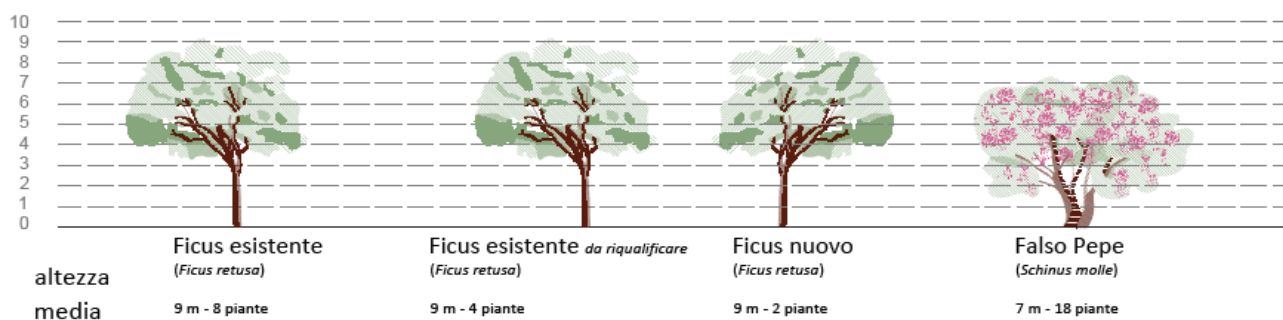 10
9
8
7
6
5
4
3
2
1
0
Ficus esistente
(Ficus retusa)
Ficus esistente da riqualificare
(Ficus retusa)
Ficus nuovo
(Ficus retusa)
Falso Pepe
(Schinus molle)
altezza
media
9 m - 8 piante
9 m - 4 piante
9 m - 2 piante
7 m - 18 piante